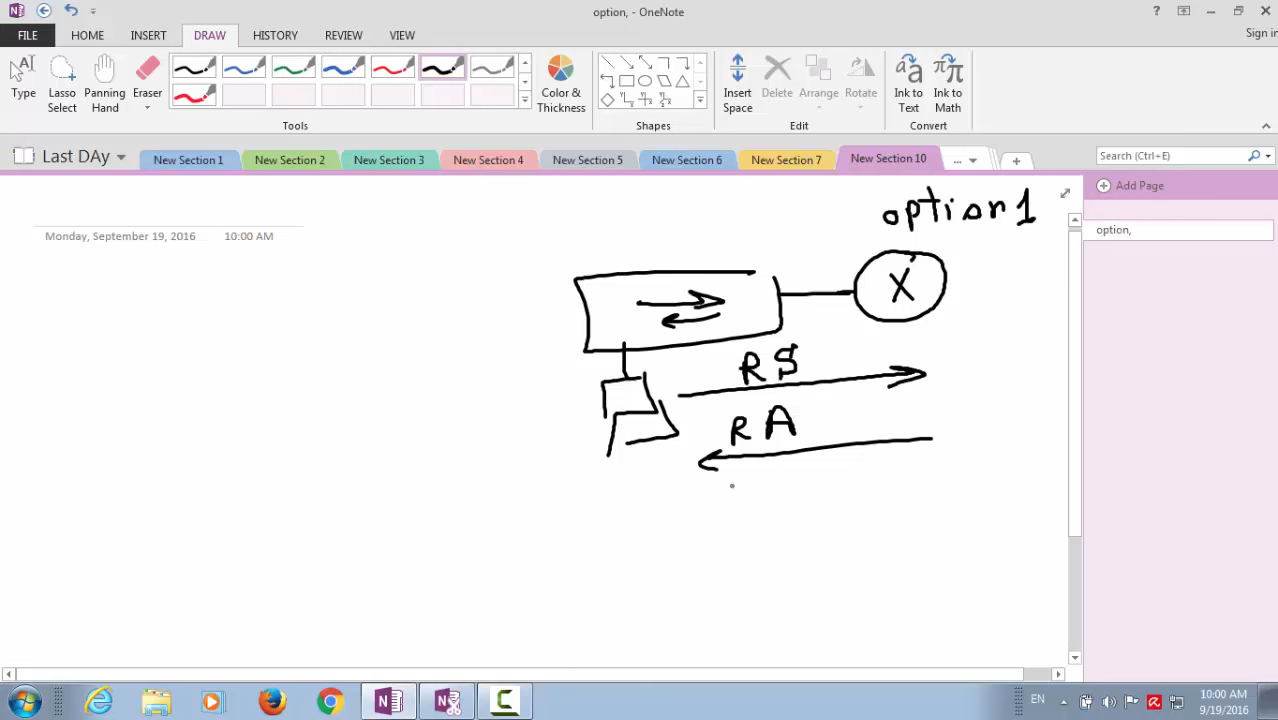 option, - OneNote
? 
Sign in
FILE HOME INSERT DRAW HISTORY REVIEW VIEW
Type
Lasso Select
Panning Hand
Eraser
Color & Thickness
Insert Space
Delete
Arrange
Rotate
Ink to Text
Ink to Math
Tools
Shapes
Edit
Convert
Last DAy
New Section 1
New Section 2
New Section 3
New Section 4
New Section 5
New Section 6
New Section 7
New Section 10
...
Search (Ctrl+E)
Add Page
option,
Monday, September 19, 2016 10:00 AM
option 1
X
RS
RA
EN
10:00 AM
9/19/2016